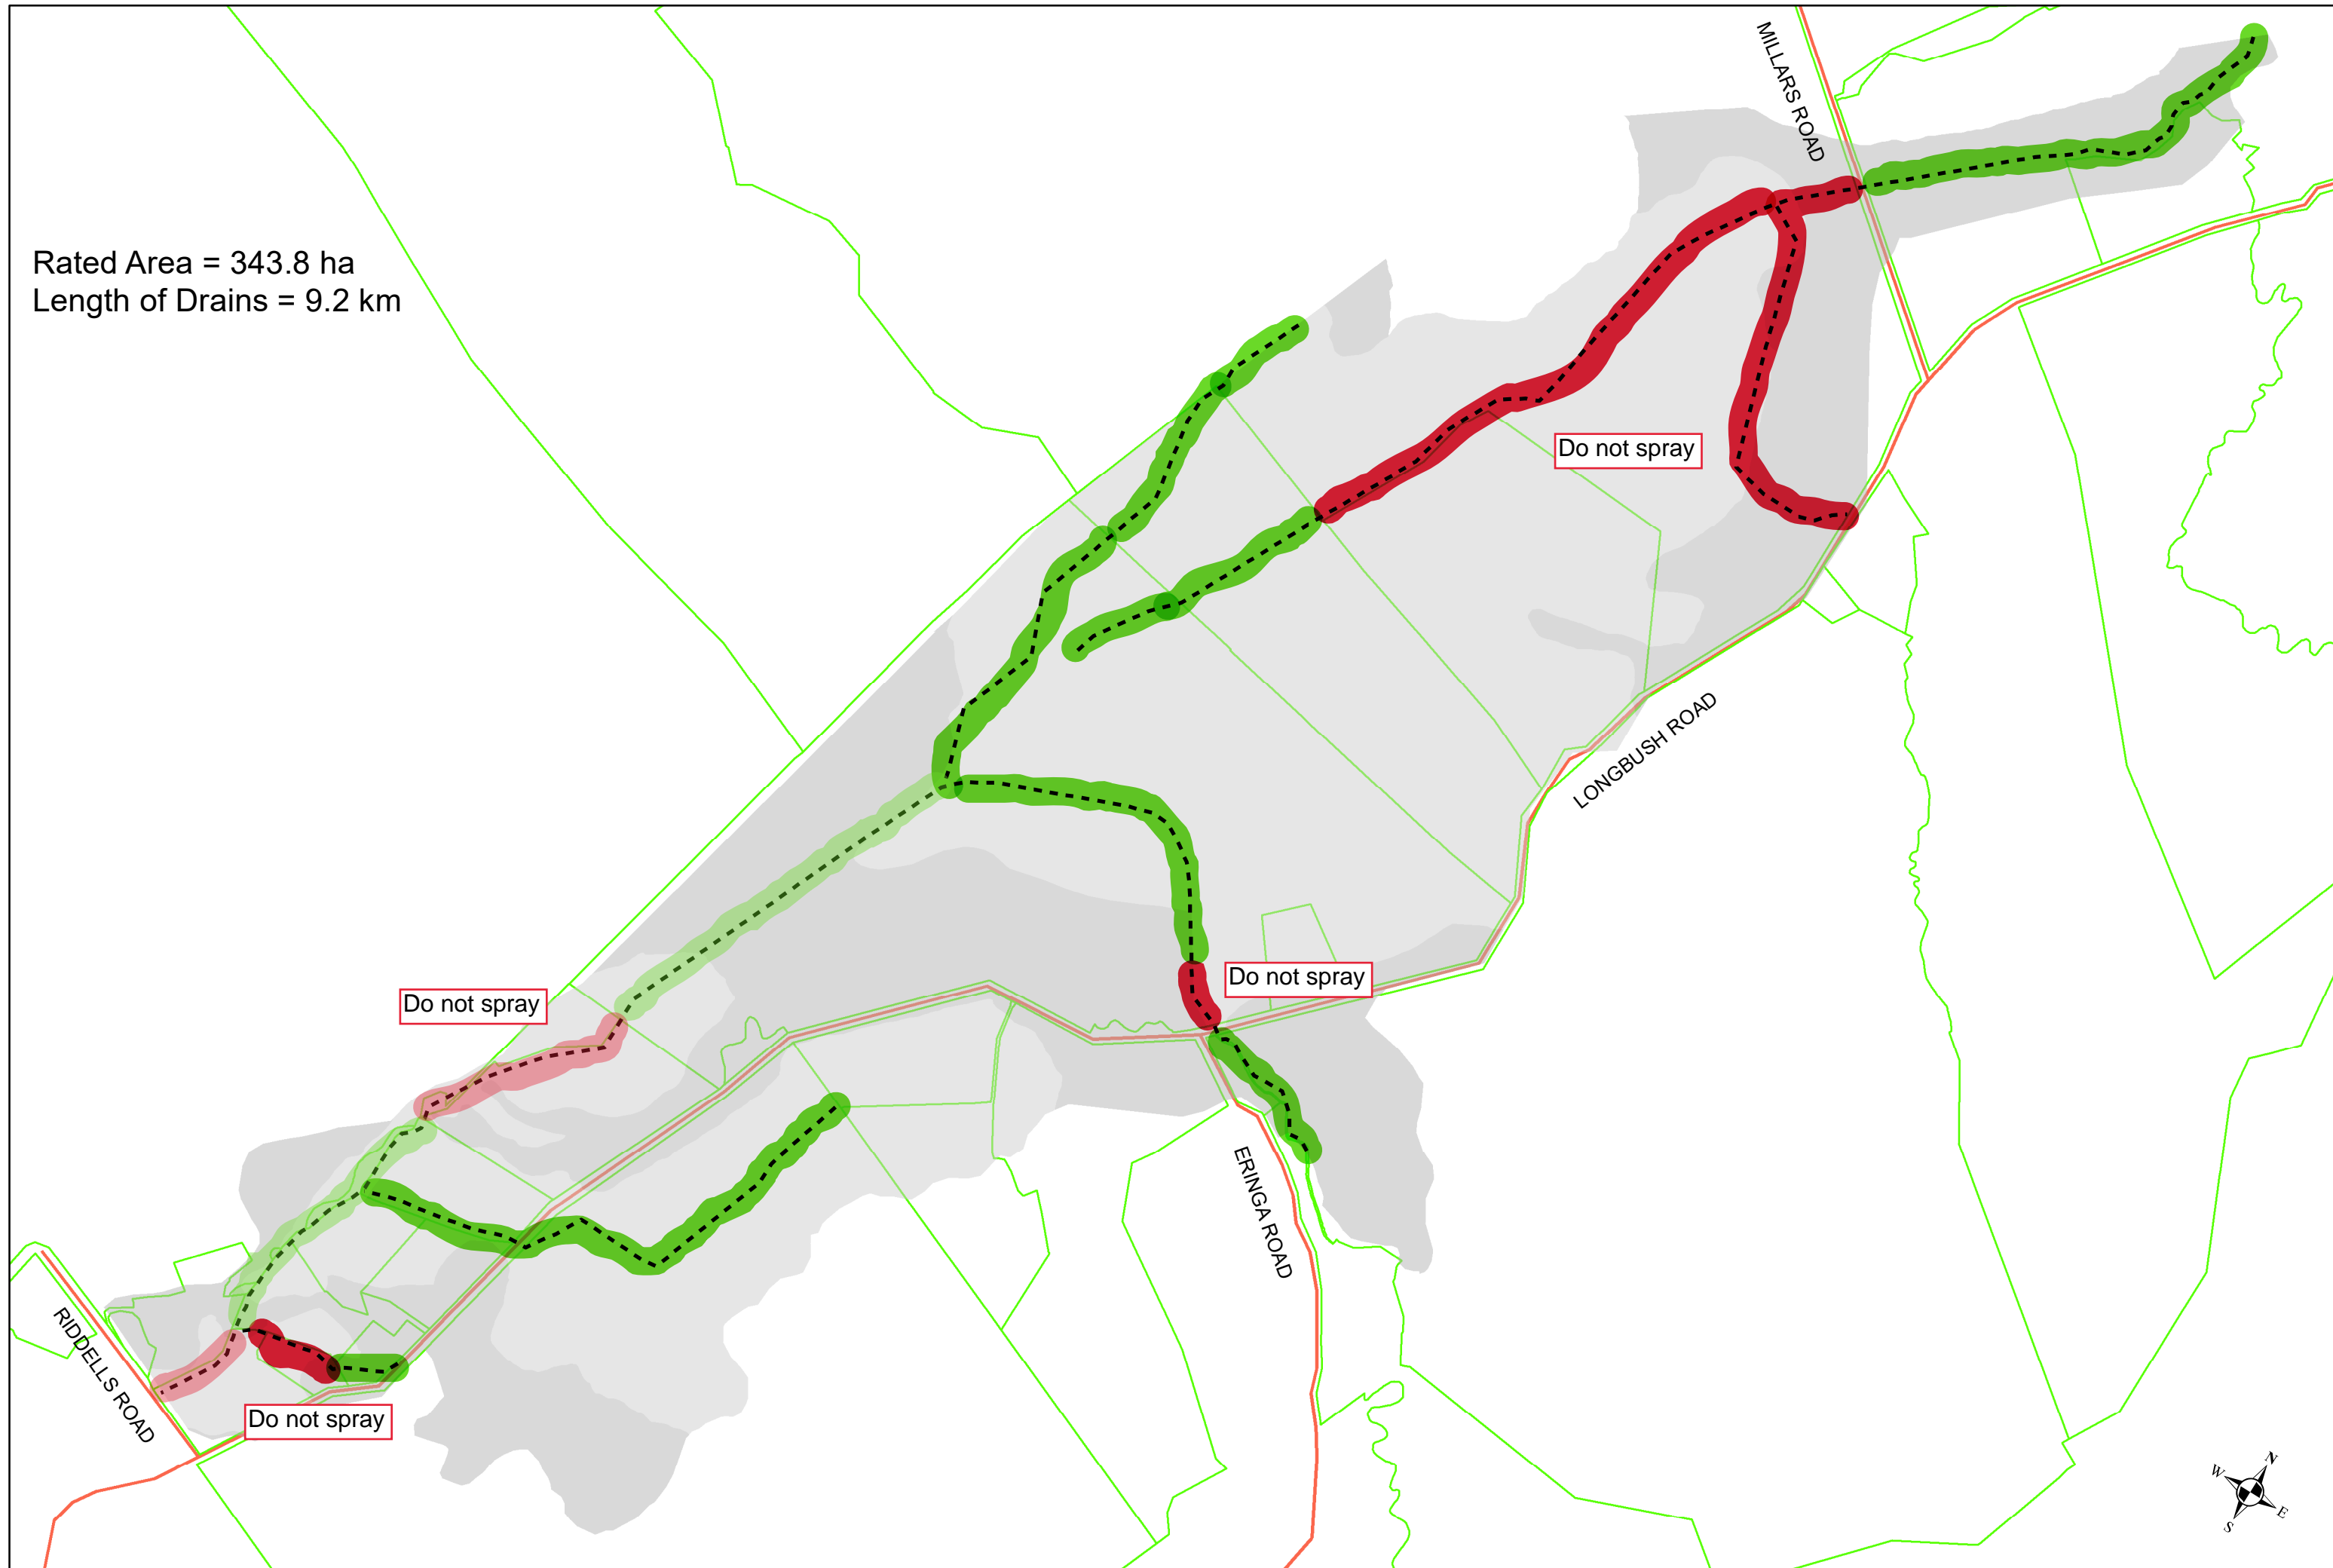 MILLARS ROAD
Rated Area = 343.8 ha
Length of Drains = 9.2 km
Do not spray
LONGBUSH ROAD
Do not spray
Do not spray
ERINGA ROAD
RIDDELLS ROAD
Do not spray
N
W
E
S